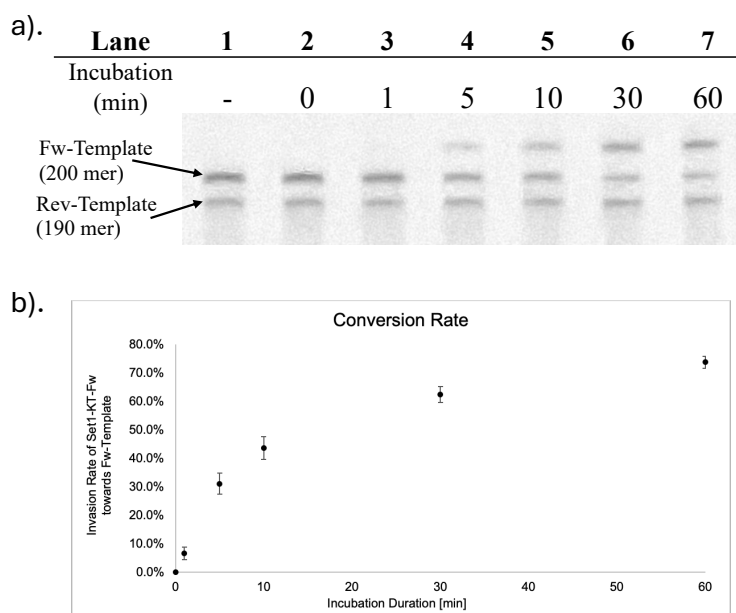 a).
Lane 1 2 3 4 5 6 7
Incubation
(min) - 0 1 5 10 30 60
Fw-Template
(200 mer)
Rev-Template
(190 mer)
b).
Conversion Rate
Invasion Rate of Set1-KT-Fw
towards Fw-Template
80.0%
70.0%
60.0%
50.0%
40.0%
30.0%
20.0%
10.0%
0.0%
0 10 20 30 40 50 60
Incubation Duration [min]